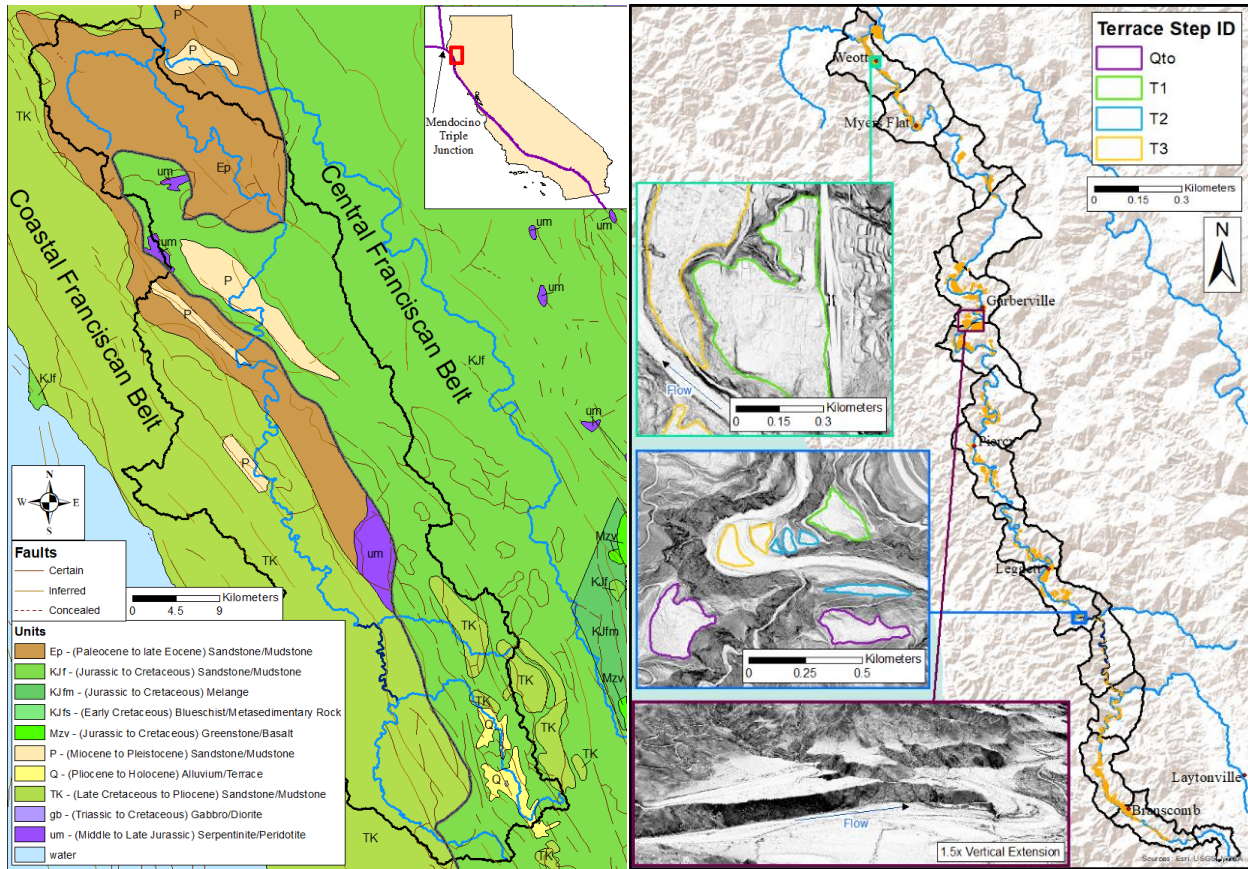 P
TK
Ep
um
um
P
P
KJf
KJf
um
um
um
Coastal Franciscan Belt
Central Franciscan Belt
Mendocino
Triple
Junction
P
TK
um
TK
TK
TK
TK
TK
Q
Q
TK
TK
TK
TK
Mzv
KJf
KJfm
Mzv
N
W
E
S
Faults
Certain
Inferred
Concealed
0 4.5 9
Kilometers
Units
Ep - (Paleocene to late Eocene) Sandstone/Mudstone
KJf - (Jurassic to Cretaceous) Sandstone/Mudstone
KJfm - (Jurassic to Cretaceous) Melange
KJfs - (Early Cretaceous) Blueschist/Metasedimentary Rock
Mzv - (Jurassic to Cretaceous) Greenstone/Basalt
P - (Miocene to Pleistocene) Sandstone/Mudstone
Q - (Pliocene to Holocene) Alluvium/Terrace
TK - (Late Cretaceous to Pliocene) Sandstone/Mudstone
gb - (Triassic to Cretaceous) Gabbro/Diorite
um - (Middle to Late Jurassic) Serpentinite/Peridotite
water
Terrace Step ID
Qto
T1
T2
T3
Kilometers
0 0.15 0.3
N
Weott
Myers Flat
Garberville
Piercy
Leggett
Laytonville
Branscomb
Flow
Kilometers
0 0.15 0.3
Kilometers
0 0.25 0.5
Flow
1.5x Vertical Extension
Sources: Esri, USGS,